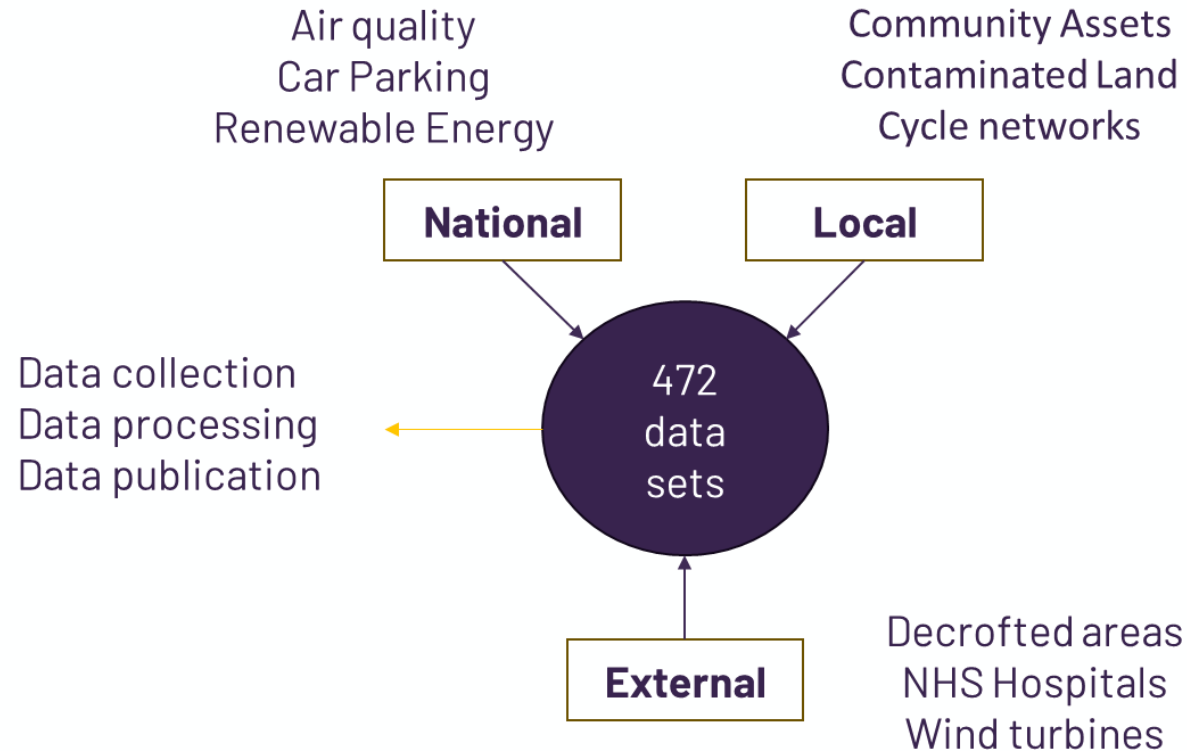 Air quality
Car Parking
Renewable Energy
Community Assets
Contaminated Land
Cycle networks
National
Local
Data collection
Data processing
Data publication
472
data
sets
External
Decrofted areas
NHS Hospitals
Wind turbines